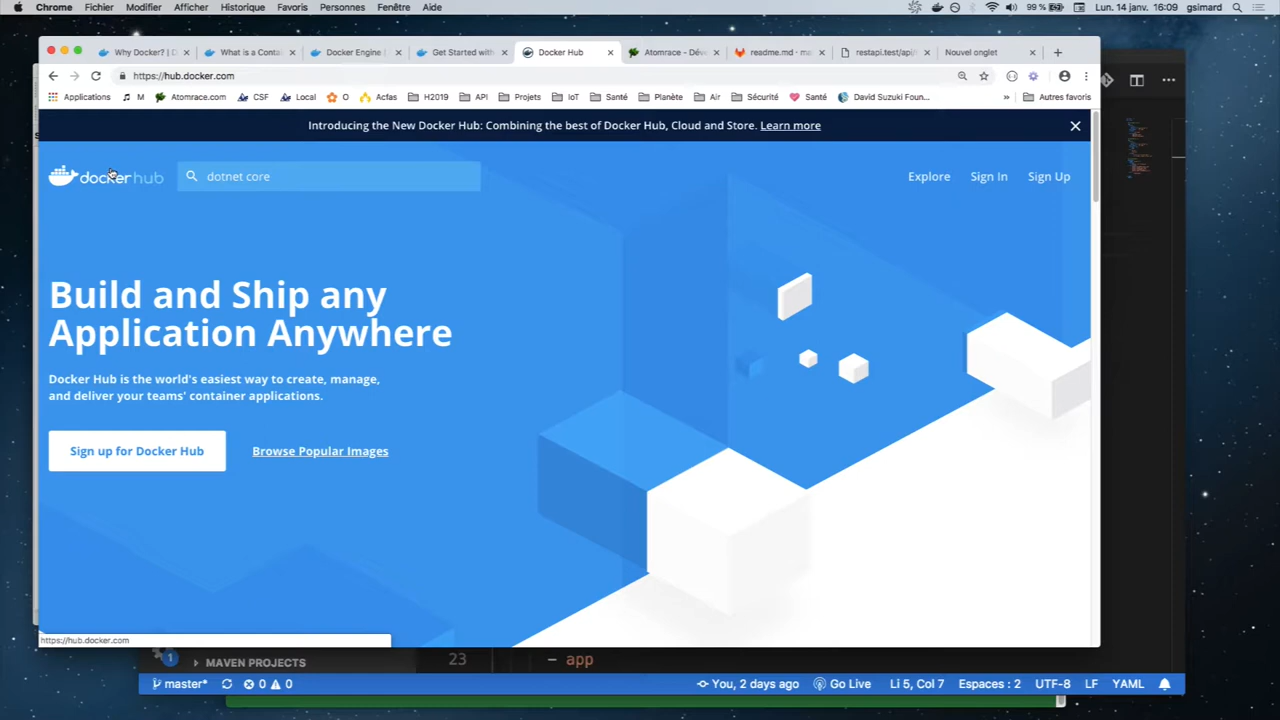 Chrome Fichier Modifier Afficher Historique Favoris Personnes Fenêtre Aide 99 % Lun. 14 janv. 16:09 gsimard
Why Docker? | D What is a Conta Docker Engine | Get Started with Docker Hub Atomrace - Déve readme.md - ma restapi.test/api/ Nouvel onglet
https://hub.docker.com
Applications M Atomrace.com CSF Local O Acfas H2019 API Projets IoT Santé Planète Air Sécurité Santé David Suzuki Foun... » Autres favoris
Introducing the New Docker Hub: Combining the best of Docker Hub, Cloud and Store. Learn more
dockerhub dotnet core Explore Sign In Sign Up
Build and Ship any
Application Anywhere
Docker Hub is the world's easiest way to create, manage,
and deliver your teams' container applications.
Sign up for Docker Hub Browse Popular Images
https://hub.docker.com
1 MAVEN PROJECTS 23 - app
master* 0 0 You, 2 days ago Go Live Li 5, Col 7 Espaces : 2 UTF-8 LF YAML